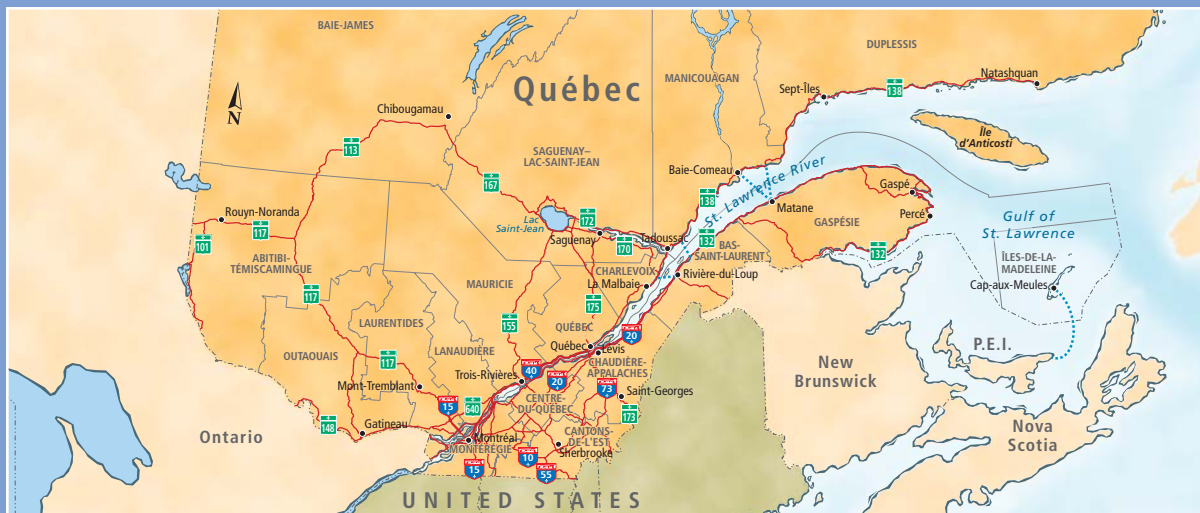 BAIE-JAMES
DUPLESSIS
Natashquan
MANICOUAGAN
Québec
Sept-Îles
138
N
Chibougamau
Île
d'Anticosti
113
SAGUENAY–
LAC-SAINT-JEAN
Baie-Comeau
St. Lawrence River
167
138
Gaspé
Matane
Rouyn-Noranda
Lac
Saint-Jean
172
GASPÉSIE
Percé
Gulf of
St. Lawrence
101
117
Saguenay
170
Tadoussac
132
BAS-
SAINT-LAURENT
132
ABITIBI-
TÉMISCAMINGUE
CHARLEVOIX
La Malbaie
Rivière-du-Loup
ÎLES-DE-LA-
MADELEINE
Cap-aux-Meules
117
MAURICIE
175
LAURENTIDES
155
QUÉBEC
20
Québec
Lévis
P.E.I.
OUTAOUAIS
117
LANAUDIÈRE
CHAUDIÈRE-
APPALACHES
New
Brunswick
Mont-Tremblant
Trois-Rivières
40
20
73
Saint-Georges
15
640
CENTRE-
DU-QUÉBEC
173
148
Gatineau
Ontario
Montréal
MONTÉRÉGIE
CANTONS-
DE-L'EST
Sherbrooke
Nova
Scotia
15
10
55
UNITED STATES